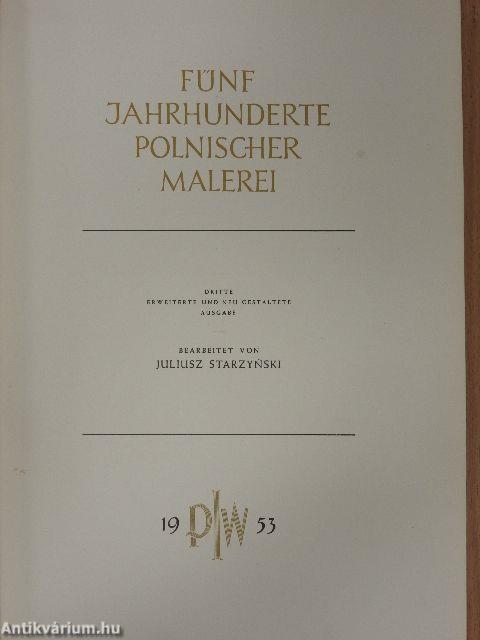 FÜNF
JAHRHUNDERTE
POLNISCHER
MALEREI
DRITTE
ERWEITERTE UND NEU GESTALTETE
AUSGABE
BEARBEITET VON
JULIUSZ STARZYŃSKI
19 PIW 53
Antikvárium.hu